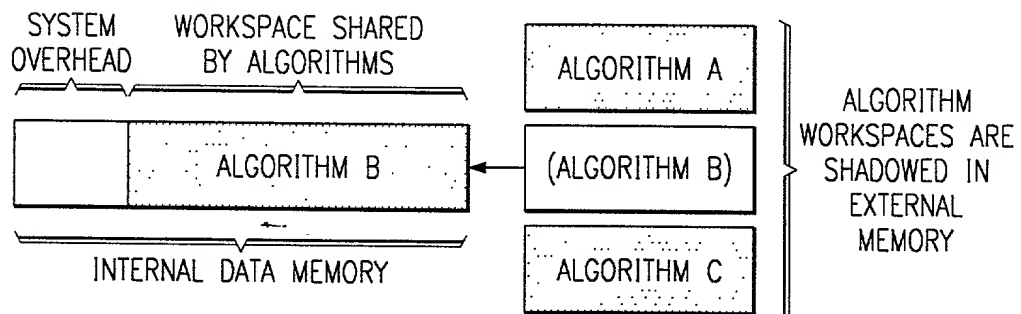 SYSTEM
OVERHEAD
WORKSPACE SHARED
BY ALGORITHMS
ALGORITHM B
INTERNAL DATA MEMORY
ALGORITHM A
(ALGORITHM B)
ALGORITHM C
ALGORITHM
WORKSPACES ARE
SHADOWED IN
EXTERNAL
MEMORY